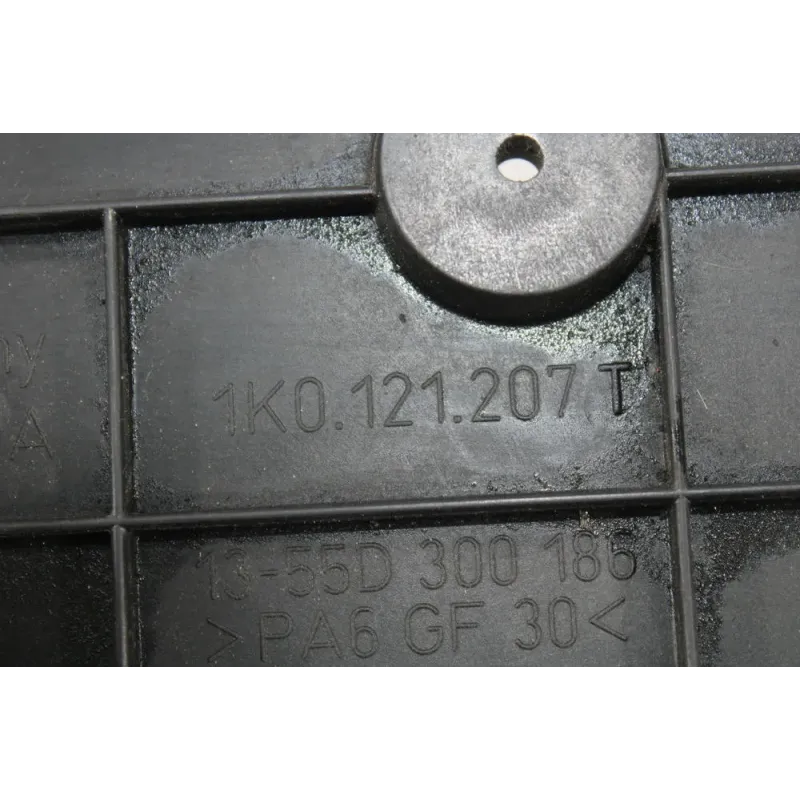 1K0.121.207.T
A
13-55D 300 186
>PA6 GF 30<